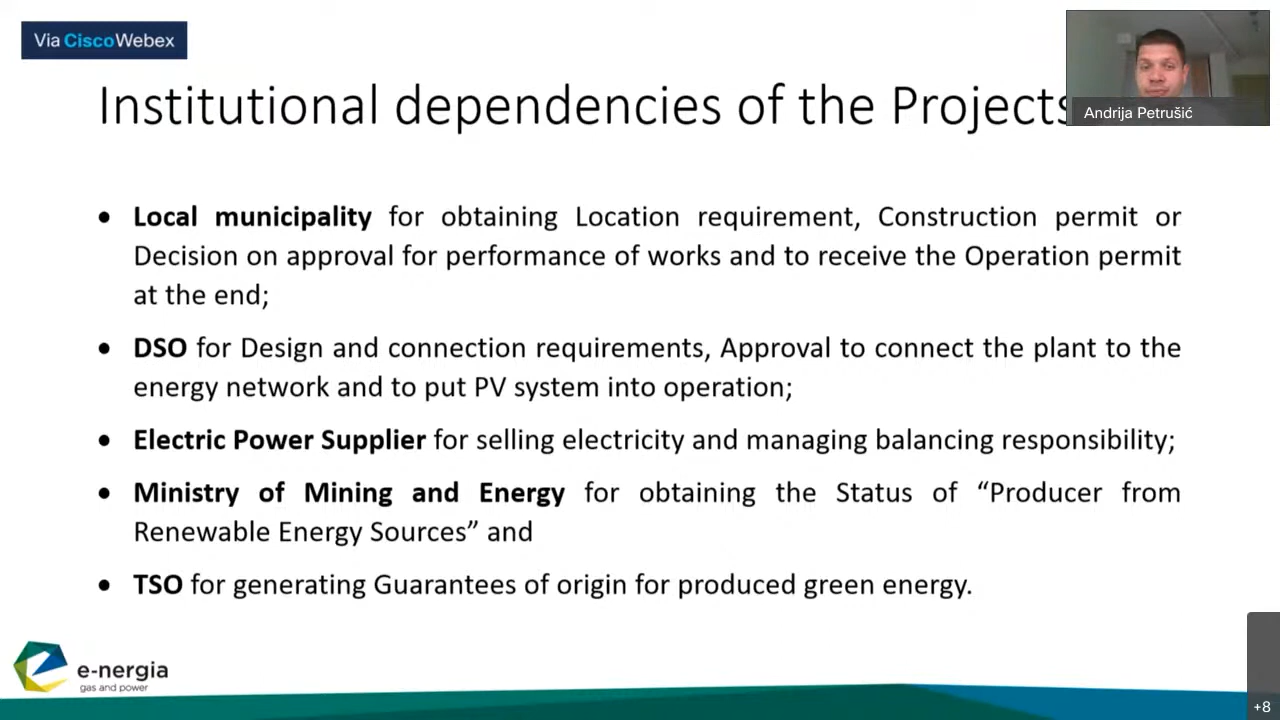 Via CiscoWebex
Institutional dependencies of the Projects
Andrija Petrušić
• Local municipality for obtaining Location requirement, Construction permit or
Decision on approval for performance of works and to receive the Operation permit
at the end;
• DSO for Design and connection requirements, Approval to connect the plant to the
energy network and to put PV system into operation;
• Electric Power Supplier for selling electricity and managing balancing responsibility;
• Ministry of Mining and Energy for obtaining the Status of “Producer from
Renewable Energy Sources” and
• TSO for generating Guarantees of origin for produced green energy.
e-nergia
gas and power
+8